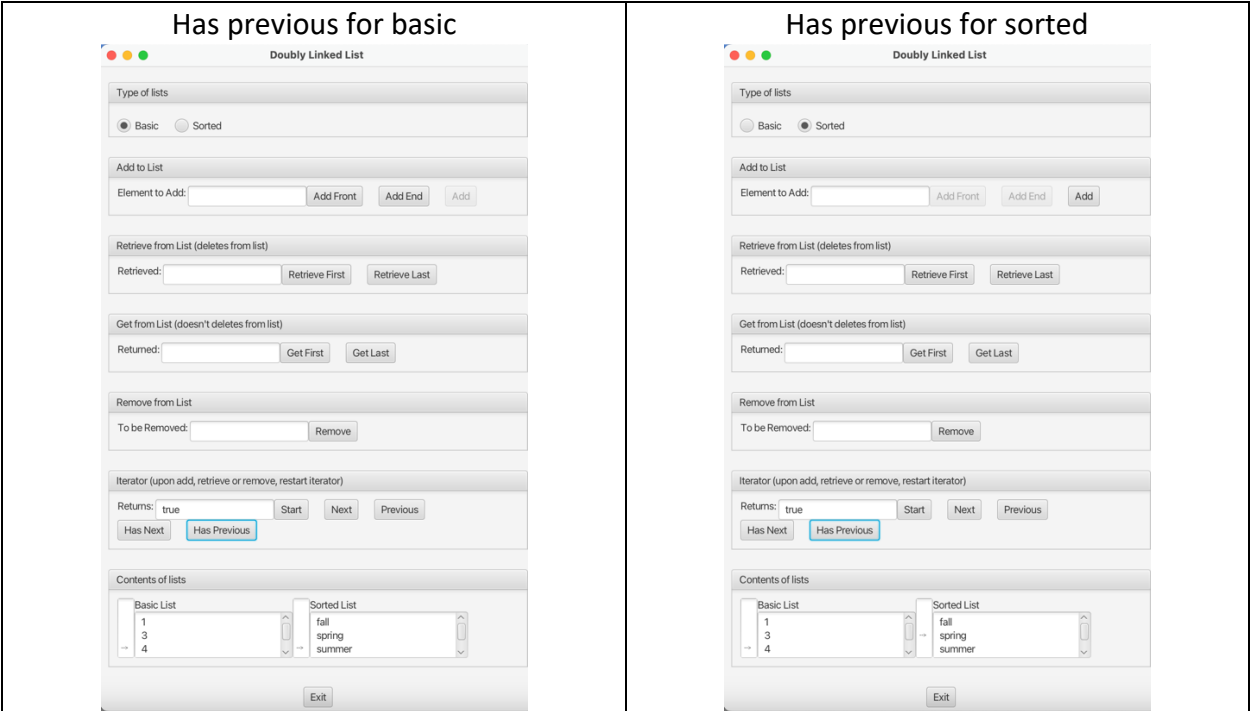 Has previous for basic
Doubly Linked List
Type of lists
Basic Sorted
Add to List
Element to Add: Add Front Add End Add
Retrieve from List (deletes from list)
Retrieved: Retrieve First Retrieve Last
Get from List (doesn't deletes from list)
Returned: Get First Get Last
Remove from List
To be Removed: Remove
Iterator (upon add, retrieve or remove, restart iterator)
Returns: true Start Next Previous
Has Next Has Previous
Contents of lists
Basic List Sorted List
1 fall
3 spring
→ 4 → summer
Exit
Has previous for sorted
Doubly Linked List
Type of lists
Basic Sorted
Add to List
Element to Add: Add Front Add End Add
Retrieve from List (deletes from list)
Retrieved: Retrieve First Retrieve Last
Get from List (doesn't deletes from list)
Returned: Get First Get Last
Remove from List
To be Removed: Remove
Iterator (upon add, retrieve or remove, restart iterator)
Returns: true Start Next Previous
Has Next Has Previous
Contents of lists
Basic List Sorted List
1 fall
3 → spring
→ 4 summer
Exit